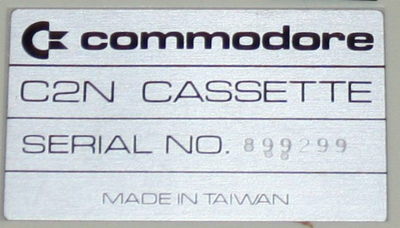 commodore
C2N CASSETTE
SERIAL NO. 899299
MADE IN TAIWAN